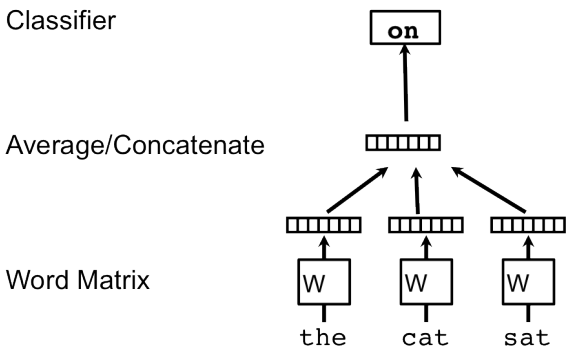 Classifier
on
Average/Concatenate
Word Matrix
W W W
the cat sat